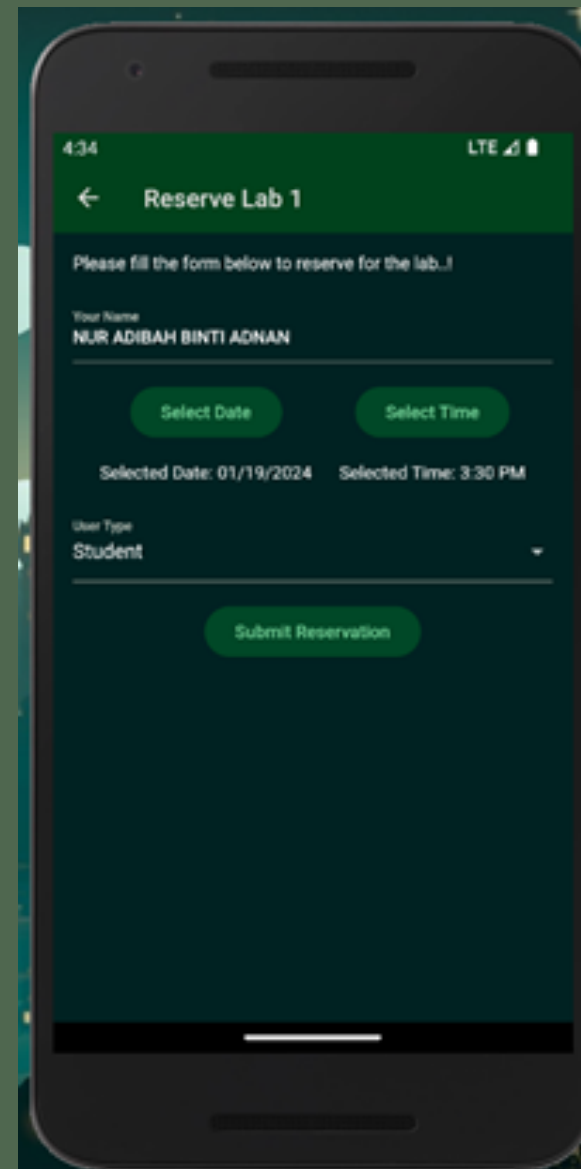 4:34 LTE
Reserve Lab 1
Please fill the form below to reserve for the lab..!
Your Name
NUR ADIBAH BINTI ADNAN
Select Date Select Time
Selected Date: 01/19/2024 Selected Time: 3:30 PM
User Type
Student
Submit Reservation